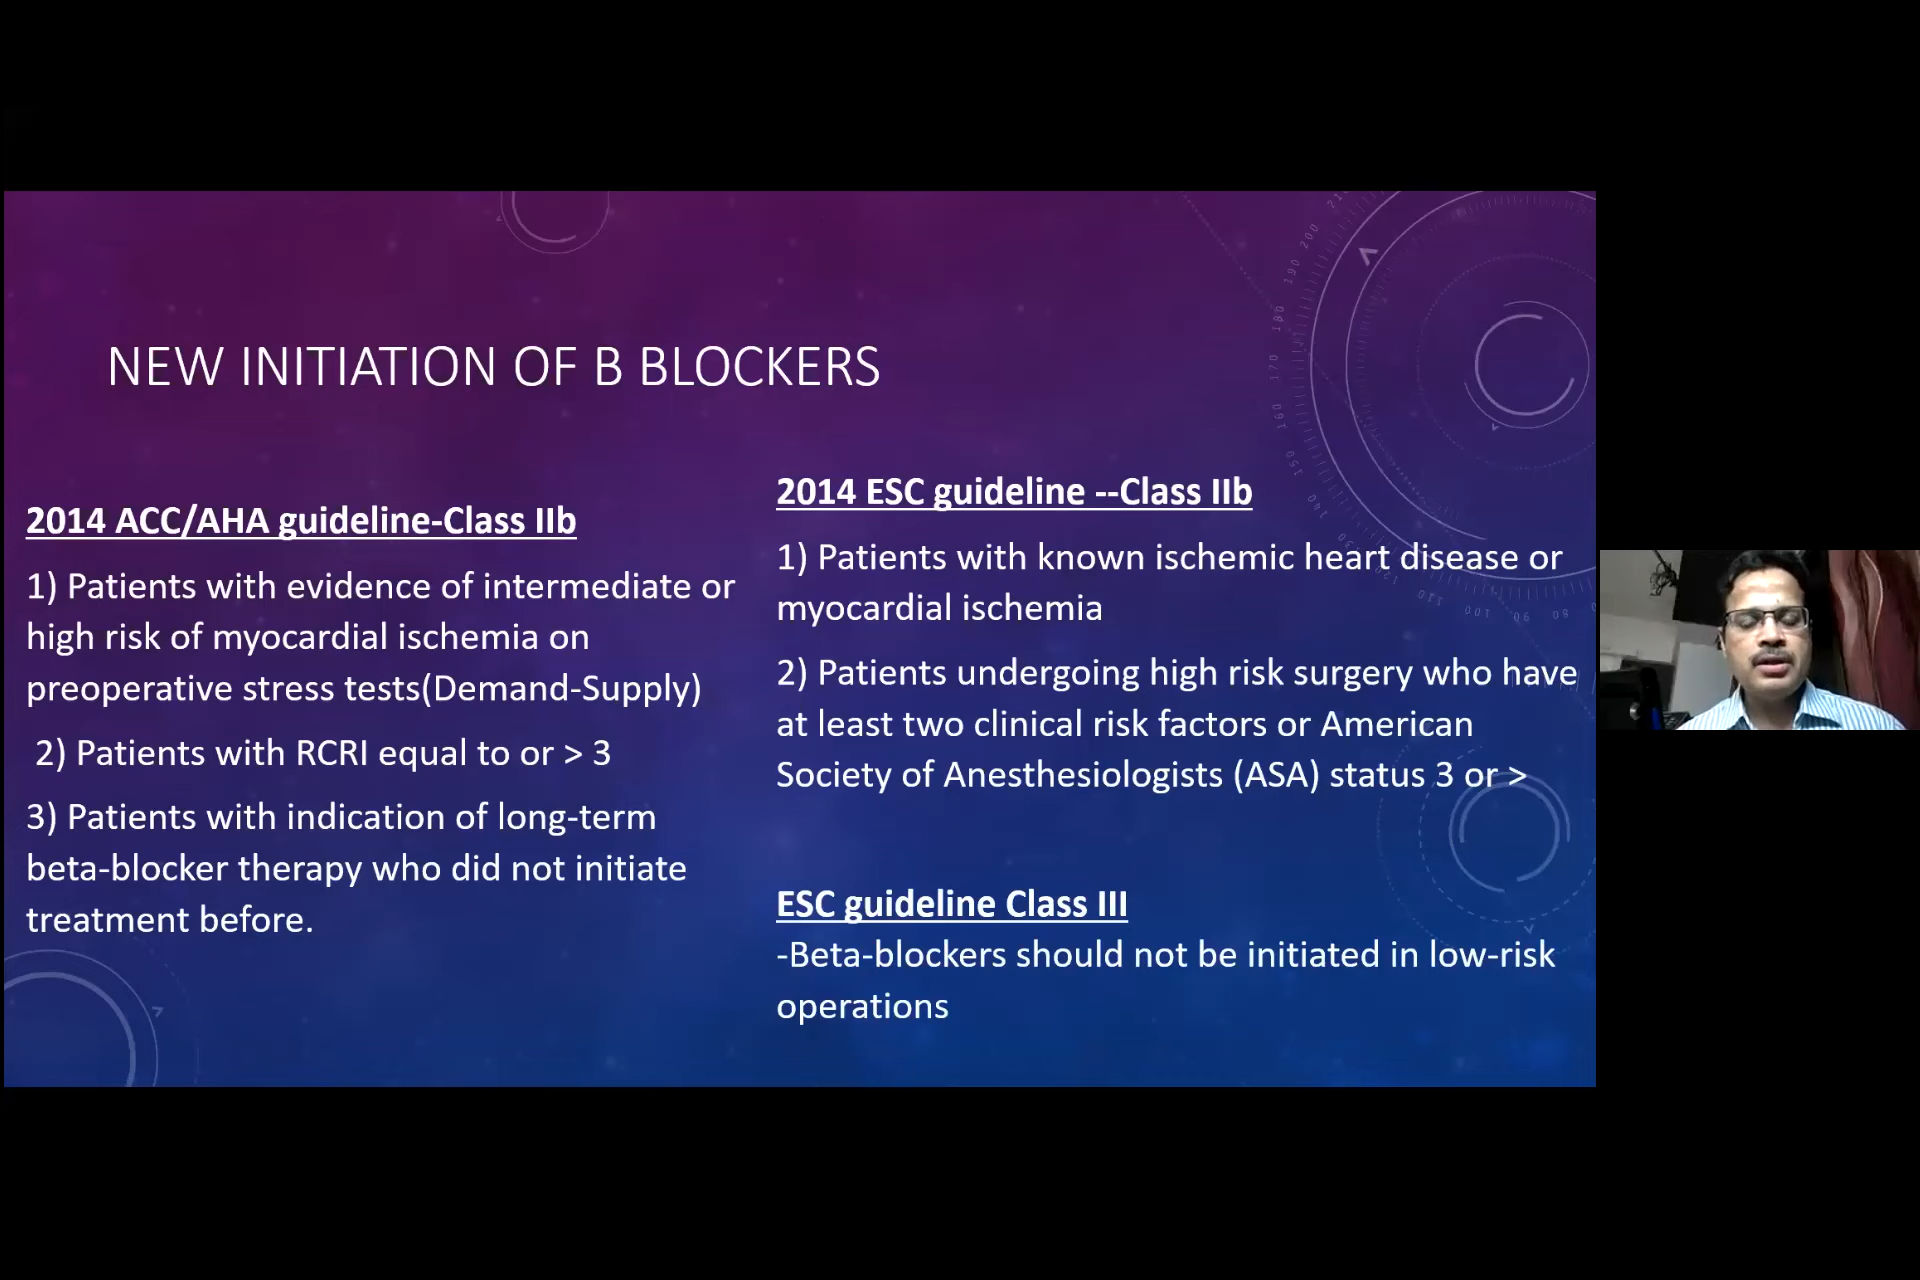 NEW INITIATION OF B BLOCKERS
2014 ACC/AHA guideline-Class IIb
1) Patients with evidence of intermediate or
high risk of myocardial ischemia on
preoperative stress tests(Demand-Supply)
2) Patients with RCRI equal to or > 3
3) Patients with indication of long-term
beta-blocker therapy who did not initiate
treatment before.
2014 ESC guideline --Class IIb
1) Patients with known ischemic heart disease or
myocardial ischemia
2) Patients undergoing high risk surgery who have
at least two clinical risk factors or American
Society of Anesthesiologists (ASA) status 3 or >
ESC guideline Class III
-Beta-blockers should not be initiated in low-risk
operations